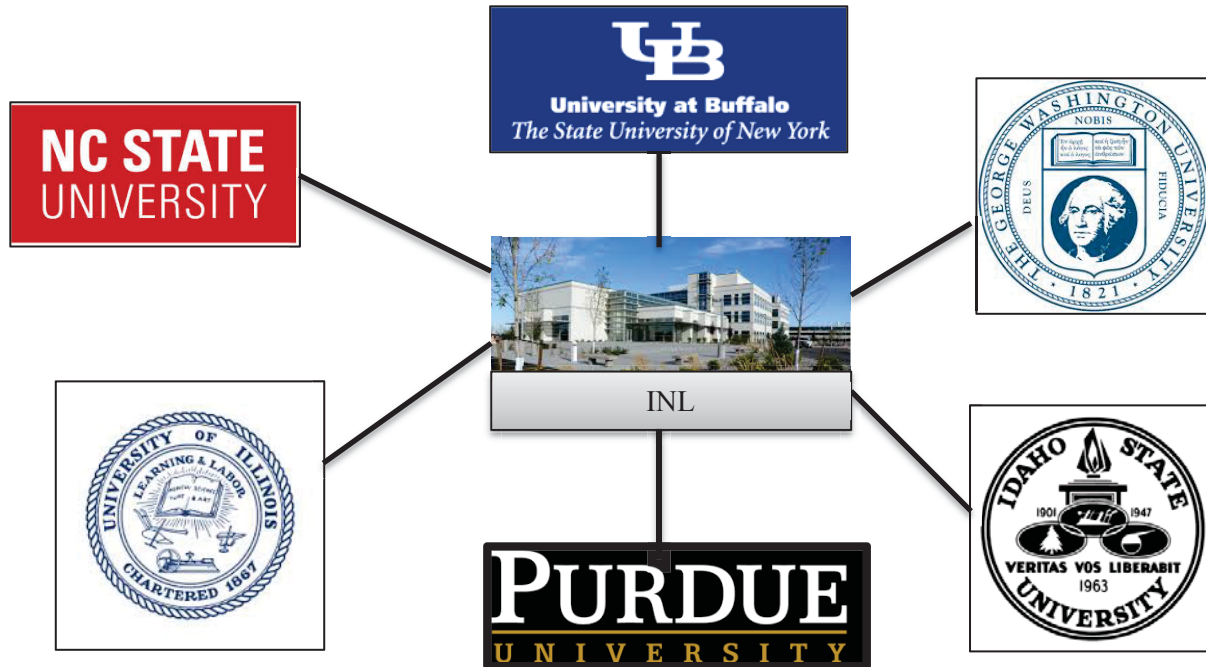 UB
University at Buffalo
The State University of New York
NC STATE
UNIVERSITY
THE GEORGE WASHINGTON UNIVERSITY
NOBIS
DEUS
FIDUCIA
· 1821 ·
INL
UNIVERSITY OF ILLINOIS
LEARNING & LABOR
CHARTERED 1867
IDAHO STATE
1901
1947
VERITAS VOS LIBERABIT
1963
UNIVERSITY
PURDUE
UNIVERSITY